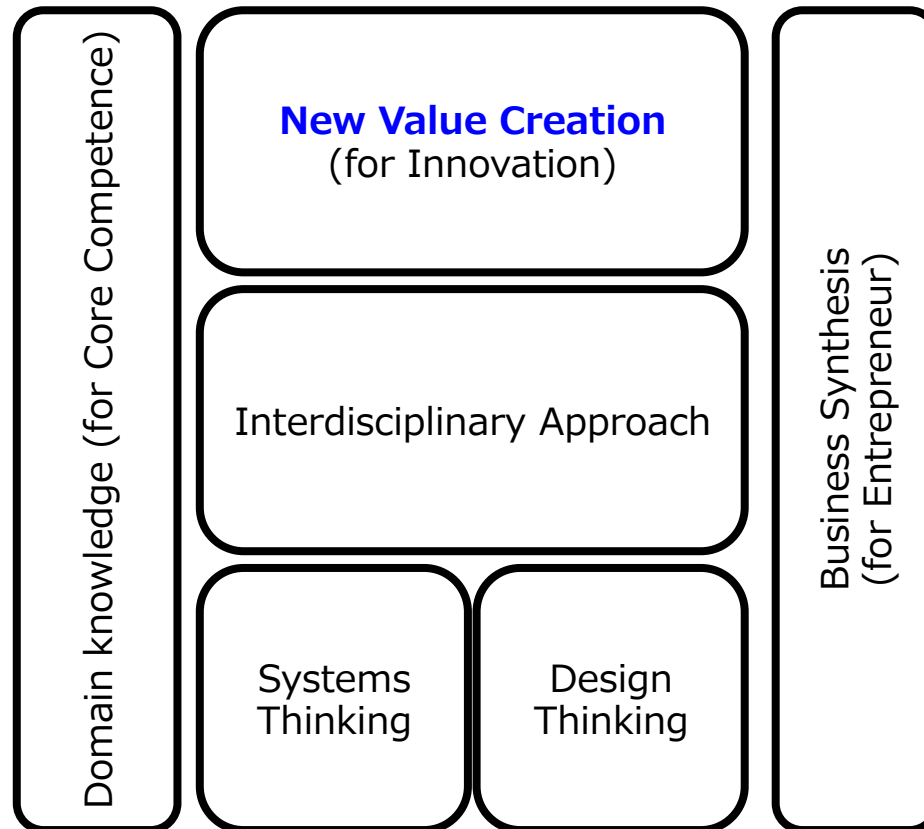 Domain knowledge (for Core Competence)
New Value Creation
(for Innovation)
Interdisciplinary Approach
Systems
Thinking
Design
Thinking
Business Synthesis
(for Entrepreneur)